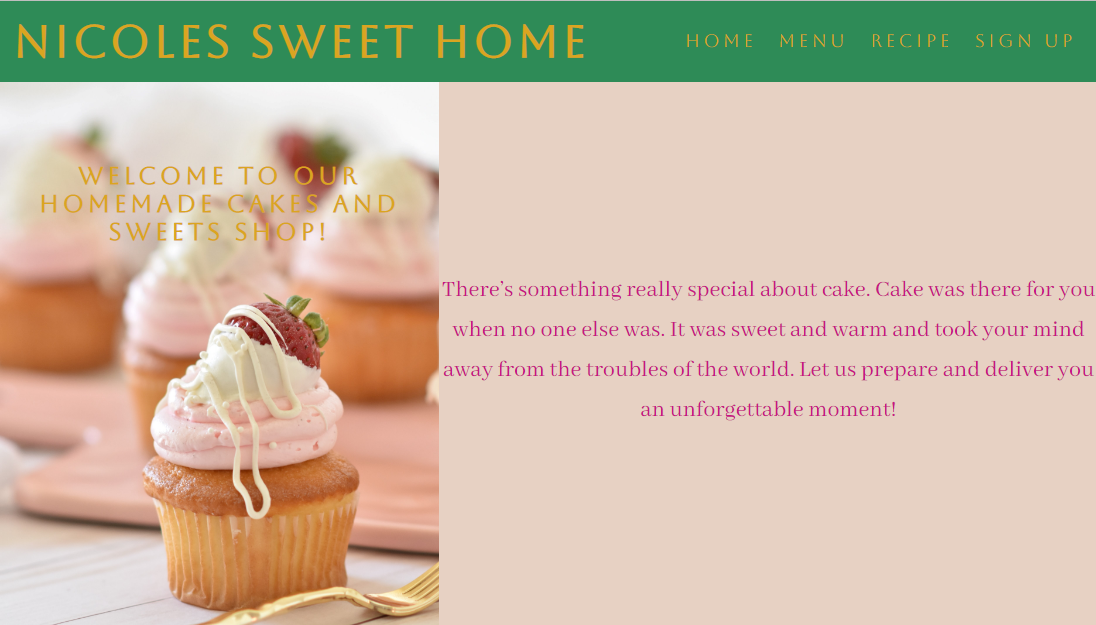 NICOLES SWEET HOME
HOME MENU RECIPE SIGN UP
WELCOME TO OUR
HOMEMADE CAKES AND
SWEETS SHOP!
There’s something really special about cake. Cake was there for you
when no one else was. It was sweet and warm and took your mind
away from the troubles of the world. Let us prepare and deliver you
an unforgettable moment!